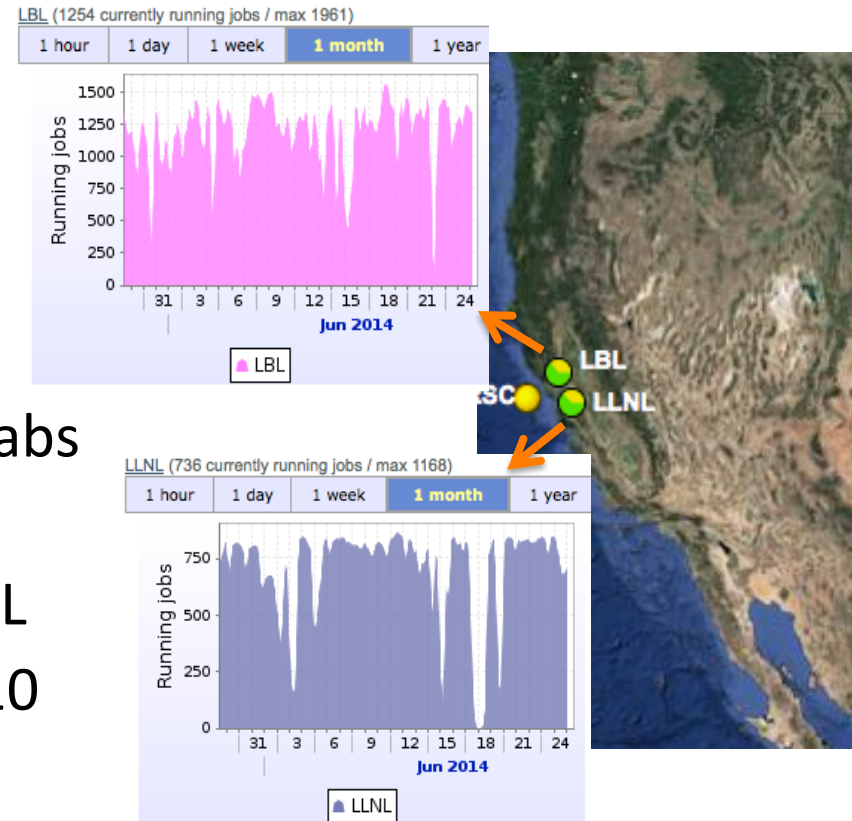 LBL (1254 currently running jobs / max 1961)
1 hour 1 day 1 week 1 month 1 year
Running jobs
1500
1250
1000
750
500
250
0
31 3 6 9 12 15 18 21 24
Jun 2014
LBL
LBL
SC
LLNL
abs
LLNL (736 currently running jobs / max 1168)
1 hour 1 day 1 week 1 month 1 year
L
10
Running jobs
750
500
250
0
31 3 6 9 12 15 18 21 24
Jun 2014
LLNL